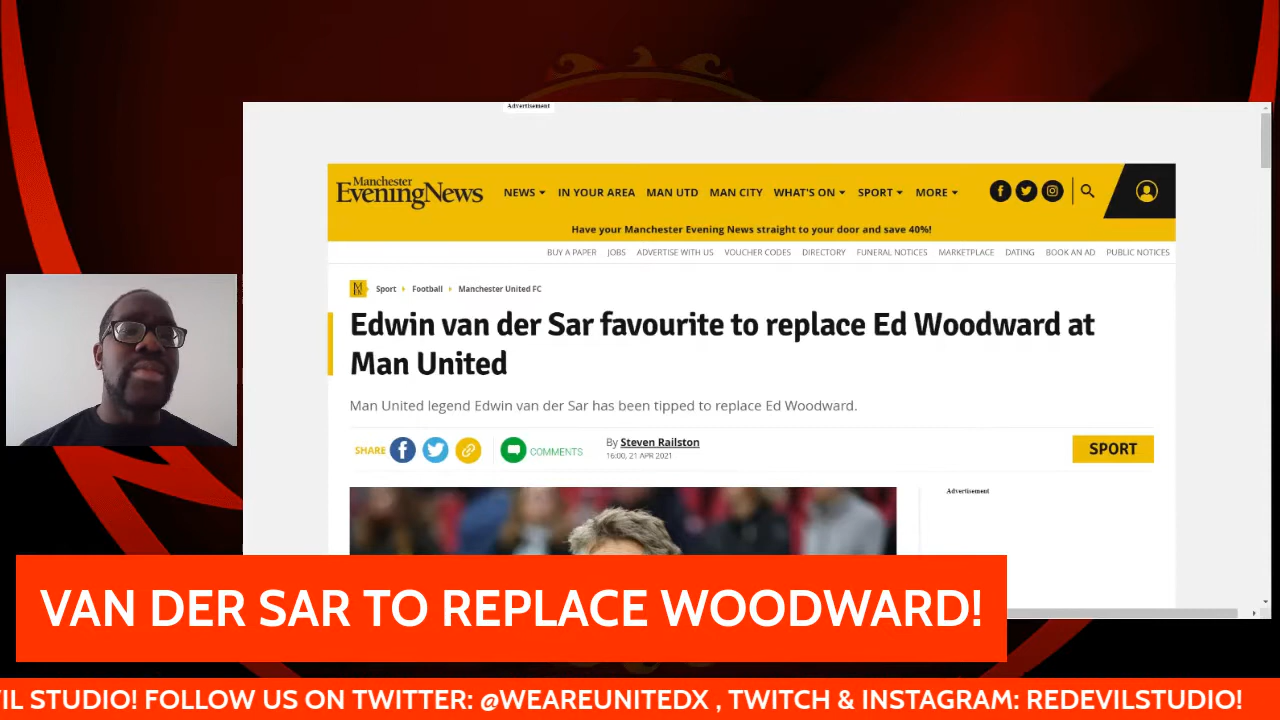 Advertisement
Manchester
Evening News
NEWS IN YOUR AREA MAN UTD MAN CITY WHAT'S ON SPORT MORE
Have your Manchester Evening News straight to your door and save 40%!
BUY A PAPER JOBS ADVERTISE WITH US VOUCHER CODES DIRECTORY FUNERAL NOTICES MARKETPLACE DATING BOOK AN AD PUBLIC NOTICES
Sport Football Manchester United FC
Edwin van der Sar favourite to replace Ed Woodward at
Man United
Man United legend Edwin van der Sar has been tipped to replace Ed Woodward.
SHARE COMMENTS By Steven Railston
16:00, 21 APR 2021
SPORT
Advertisement
VAN DER SAR TO REPLACE WOODWARD!
VIL STUDIO! FOLLOW US ON TWITTER: @WEAREUNITEDX , TWITCH & INSTAGRAM: REDEVILSTUDIO!